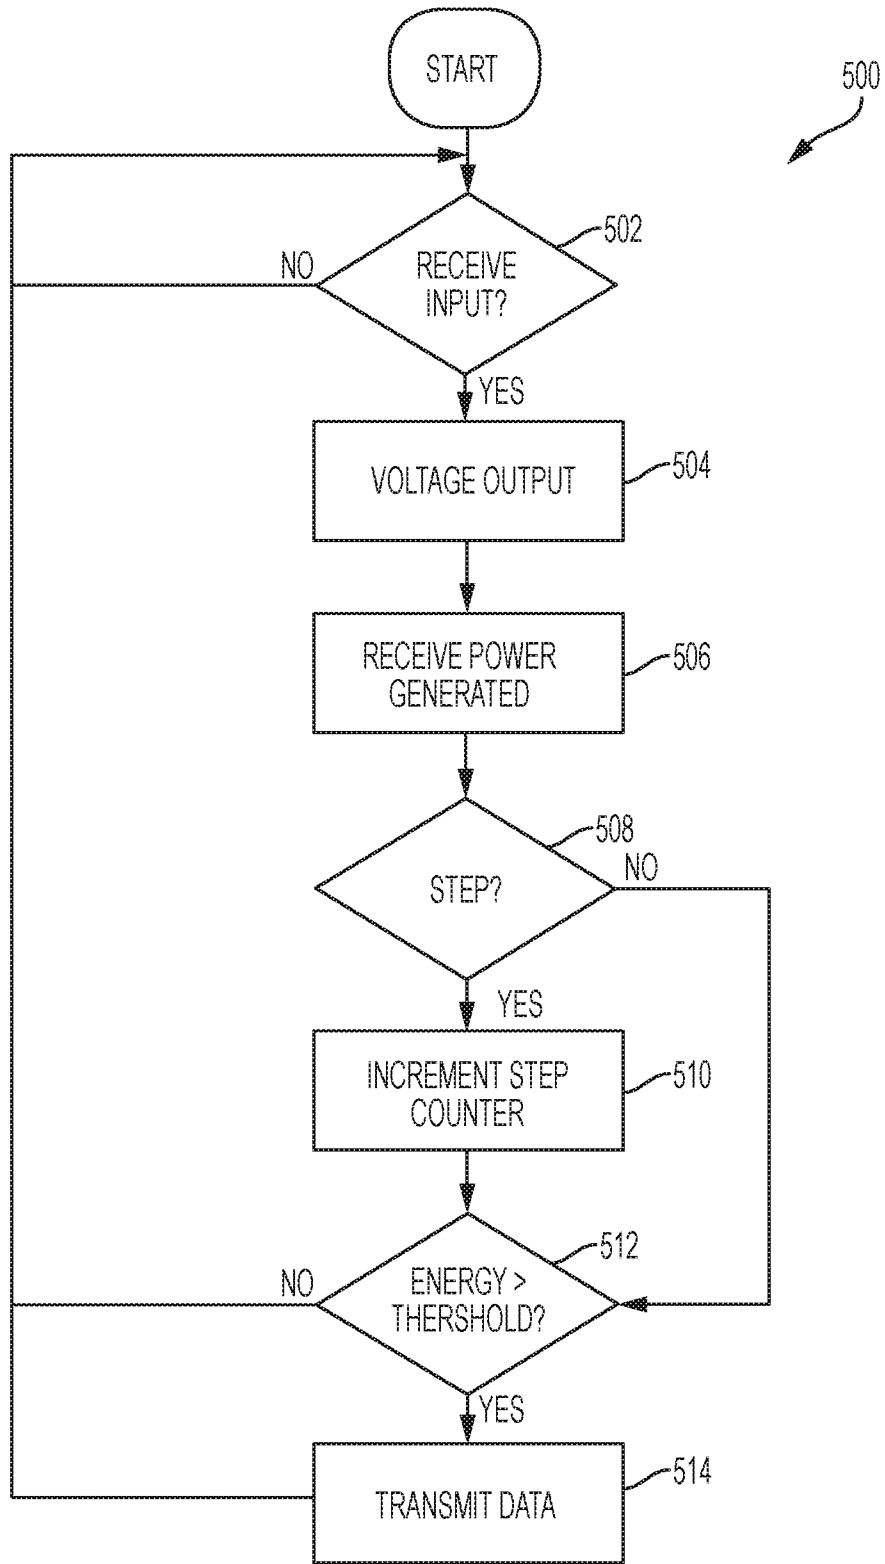 START
500
502
RECEIVE
INPUT?
NO
YES
VOLTAGE OUTPUT
504
RECEIVE POWER
GENERATED
506
508
STEP?
NO
YES
INCREMENT STEP
COUNTER
510
512
NO
ENERGY >
THERSHOLD?
YES
TRANSMIT DATA
514